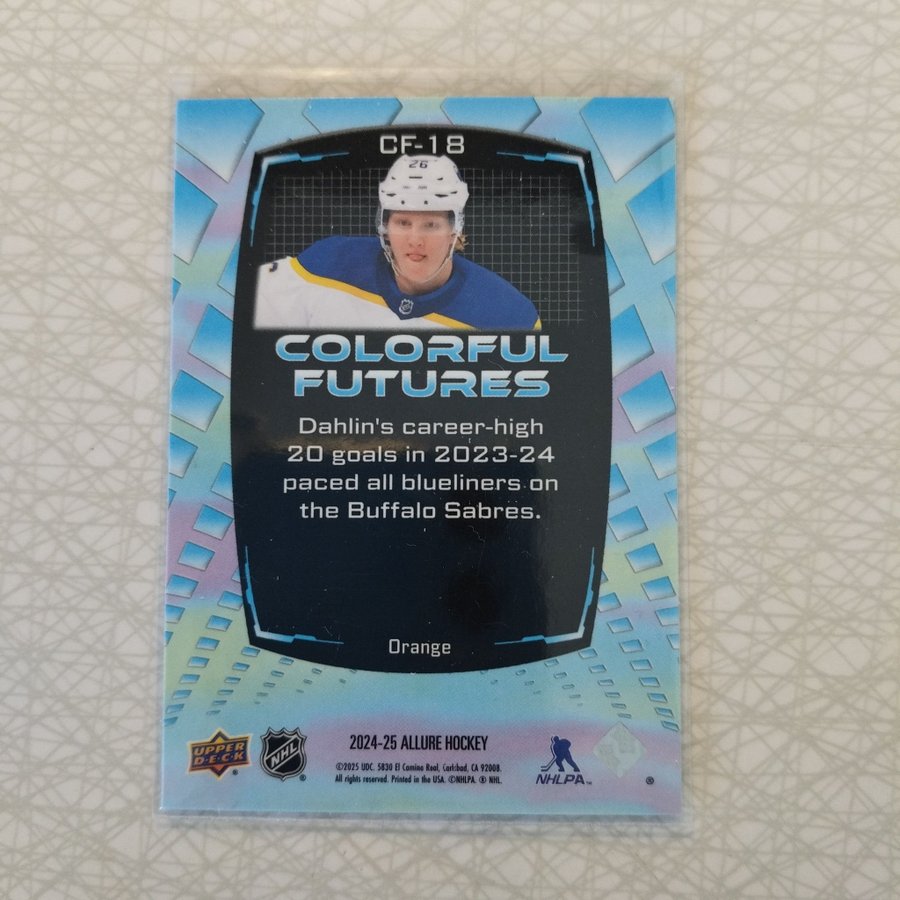 CF-18
26
COLORFUL
FUTURES
Dahlin's career-high
20 goals in 2023-24
paced all blueliners on
the Buffalo Sabres.
Orange
UPPER
D·E·C·K
®
NHL
®
2024-25 ALLURE HOCKEY
©2025 UDC. 5830 El Camino Real, Carlsbad, CA 92008.
All rights reserved. Printed in the USA. ©NHLPA. ® NHL.
NHLPA™
®